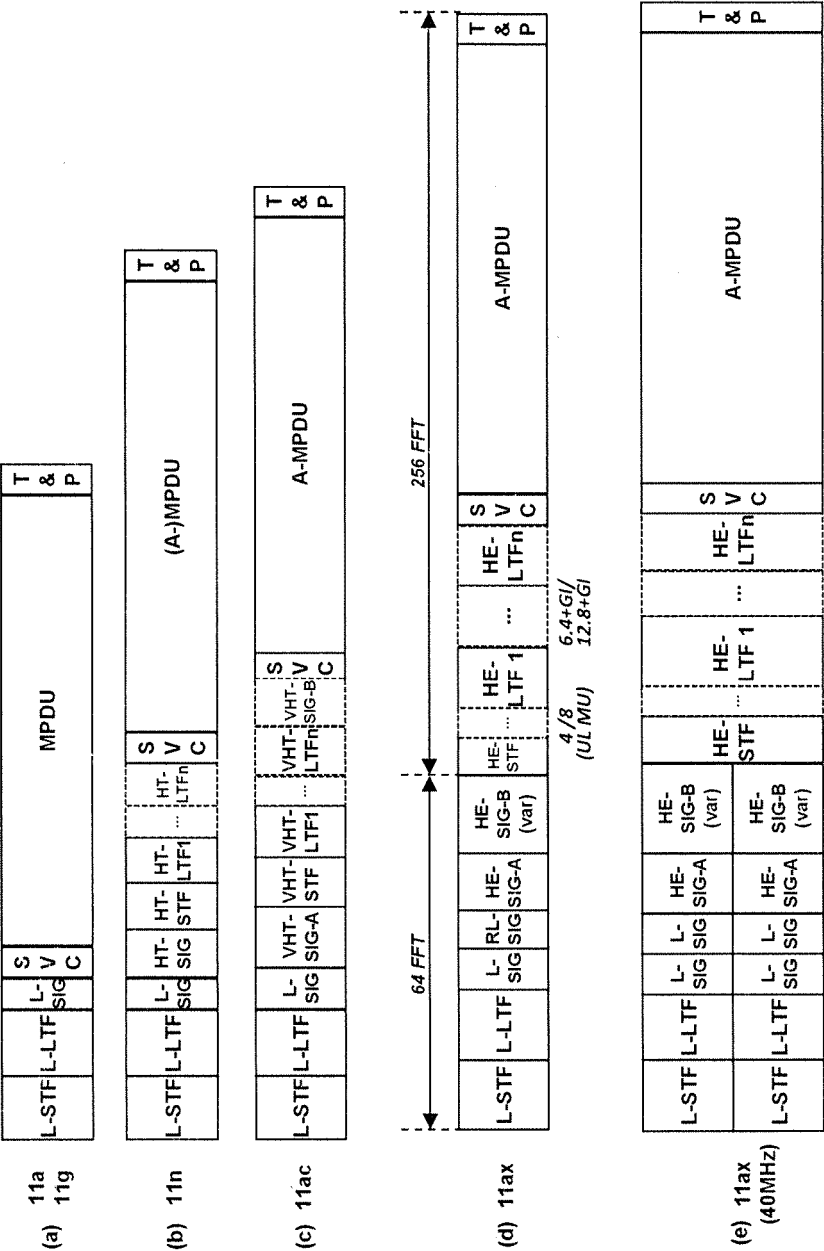 (a) 11a
11g
L-STF
L-LTF
L-
SIG
S
V
C
MPDU
T
&
P
(b) 11n
L-STF
L-LTF
L-
SIG
HT-
SIG
HT-
STF
HT-
LTF1
...
HT-
LTFn
S
V
C
(A-)MPDU
T
&
P
(c) 11ac
L-STF
L-LTF
L-
SIG
VHT-
SIG-A
VHT-
STF
VHT-
LTF1
...
VHT-
LTFn
VHT-
SIG-B
S
V
C
A-MPDU
T
&
P
64 FFT
256 FFT
(d) 11ax
L-STF
L-LTF
L-
SIG
RL-
SIG
HE-
SIG-A
HE-
SIG-B
(var)
HE-
STF
...
HE-
LTF 1
...
HE-
LTFn
S
V
C
A-MPDU
T
&
P
4/8
(UL MU)
6.4+GI/
12.8+GI
(e) 11ax
(40MHz)
L-STF
L-LTF
L-
SIG
L-
SIG
HE-
SIG-A
HE-
SIG-B
(var)
L-STF
L-LTF
L-
SIG
L-
SIG
HE-
SIG-A
HE-
SIG-B
(var)
HE-
STF
...
HE-
LTF 1
...
HE-
LTFn
S
V
C
A-MPDU
T
&
P